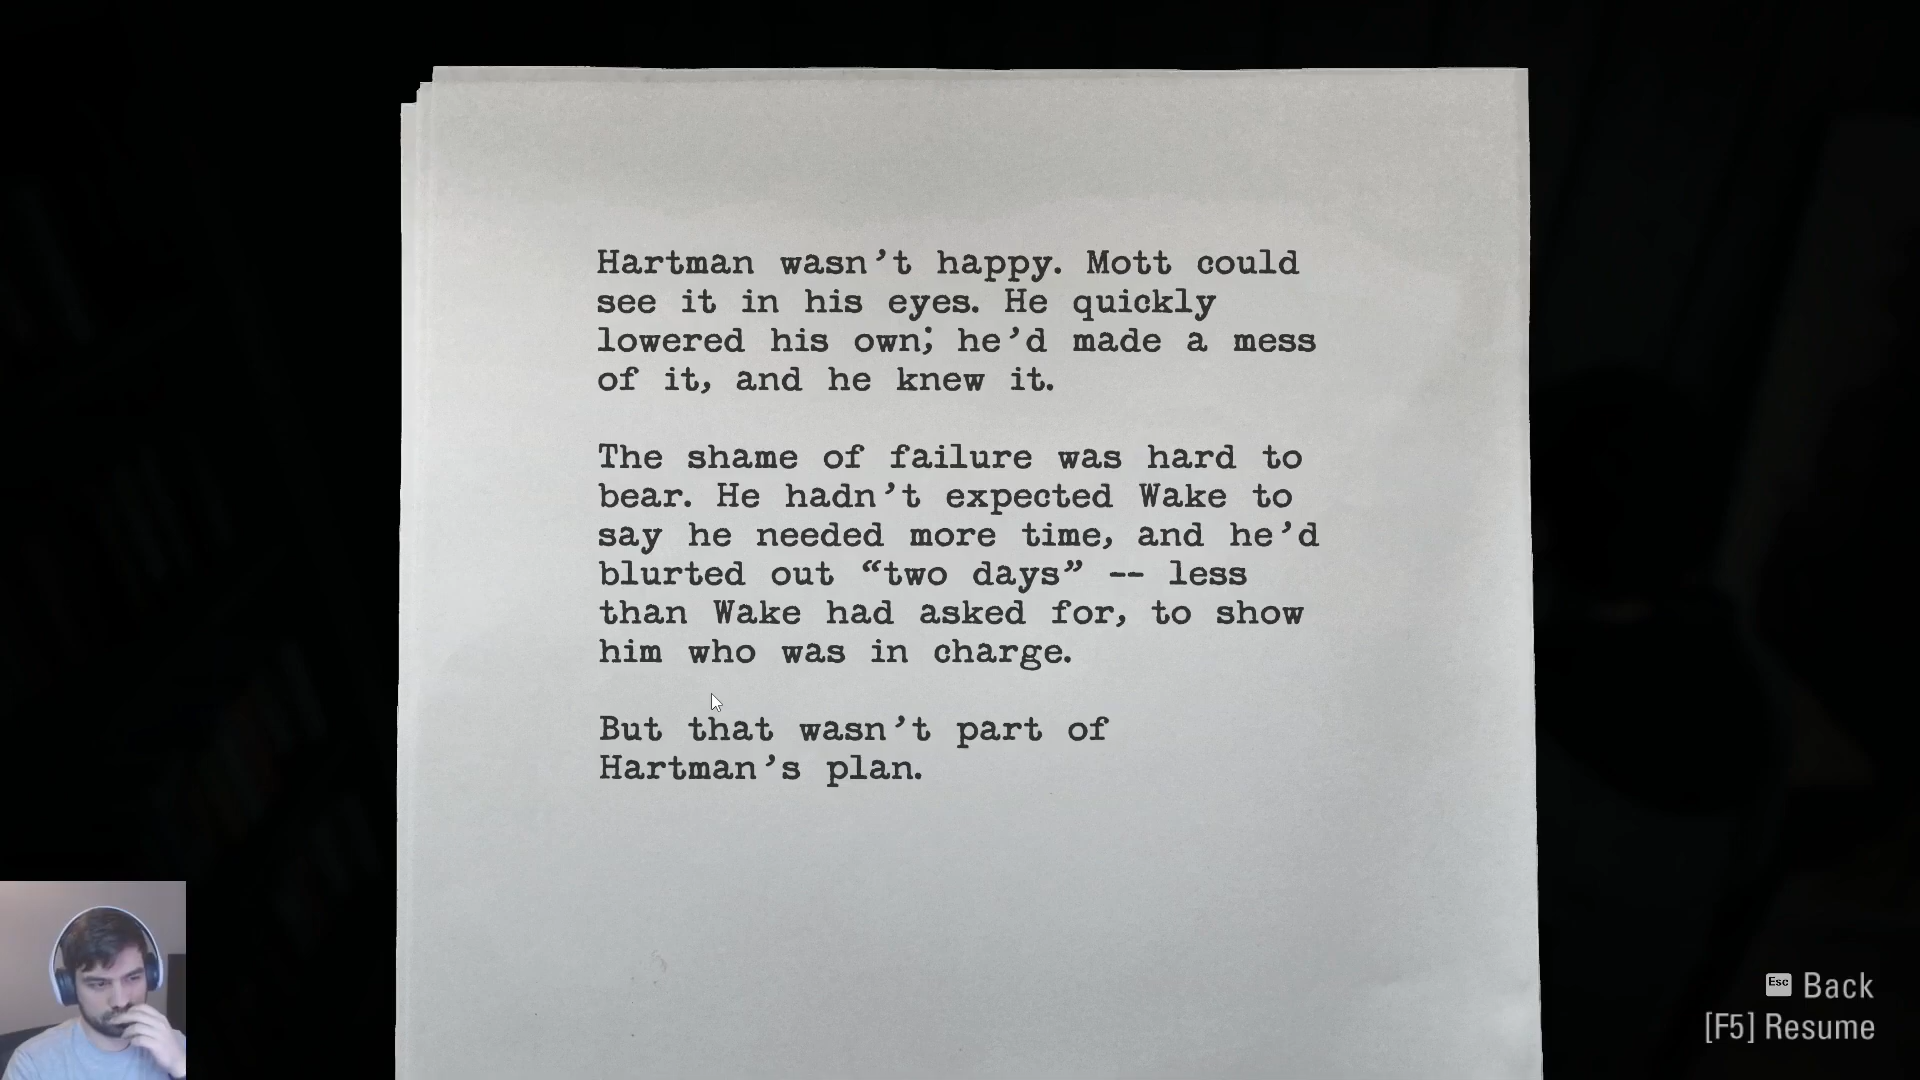 Hartman wasn’t happy. Mott could
see it in his eyes. He quickly
lowered his own; he’d made a mess
of it, and he knew it.
The shame of failure was hard to
bear. He hadn’t expected Wake to
say he needed more time, and he’d
blurted out “two days” -- less
than Wake had asked for, to show
him who was in charge.
But that wasn’t part of
Hartman’s plan.
Esc Back
[F5] Resume